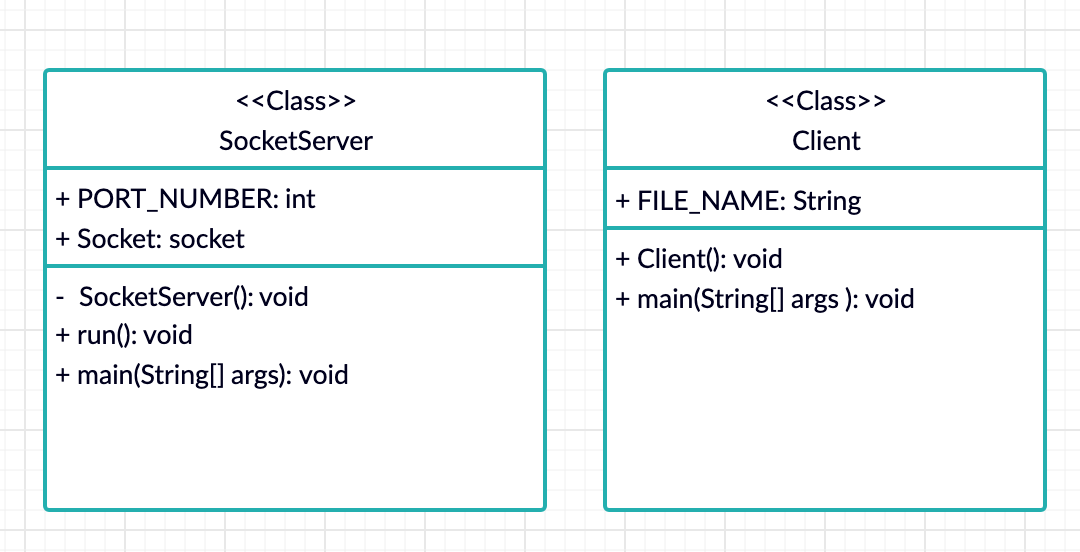 <<Class>>
SocketServer
+ PORT_NUMBER: int
+ Socket: socket
- SocketServer(): void
+ run(): void
+ main(String[] args): void
<<Class>>
Client
+ FILE_NAME: String
+ Client(): void
+ main(String[] args ): void